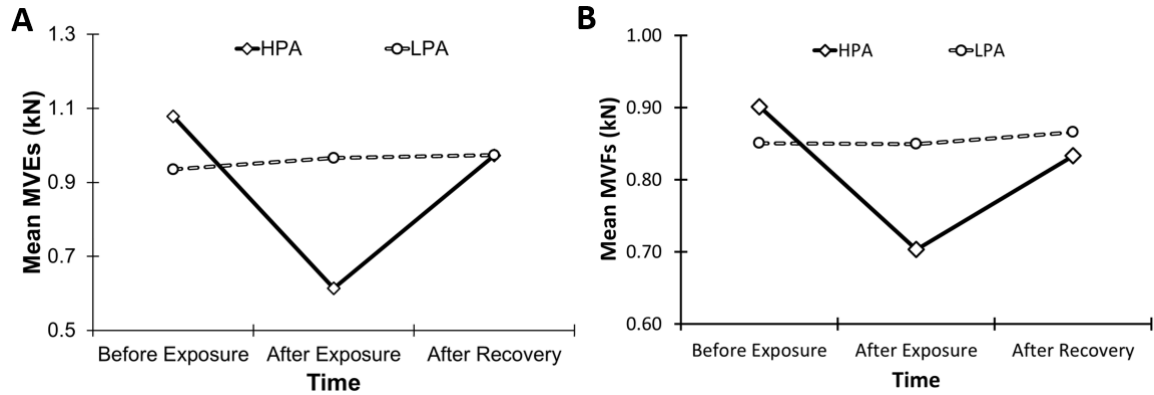 A
1.3
1.1
0.9
0.7
0.5
Mean MVEs (kN)
HPA LPA
Before Exposure After Exposure After Recovery
Time
B
1.00
0.90
0.80
0.70
0.60
Mean MVFs (kN)
HPA LPA
Before Exposure After Exposure After Recovery
Time